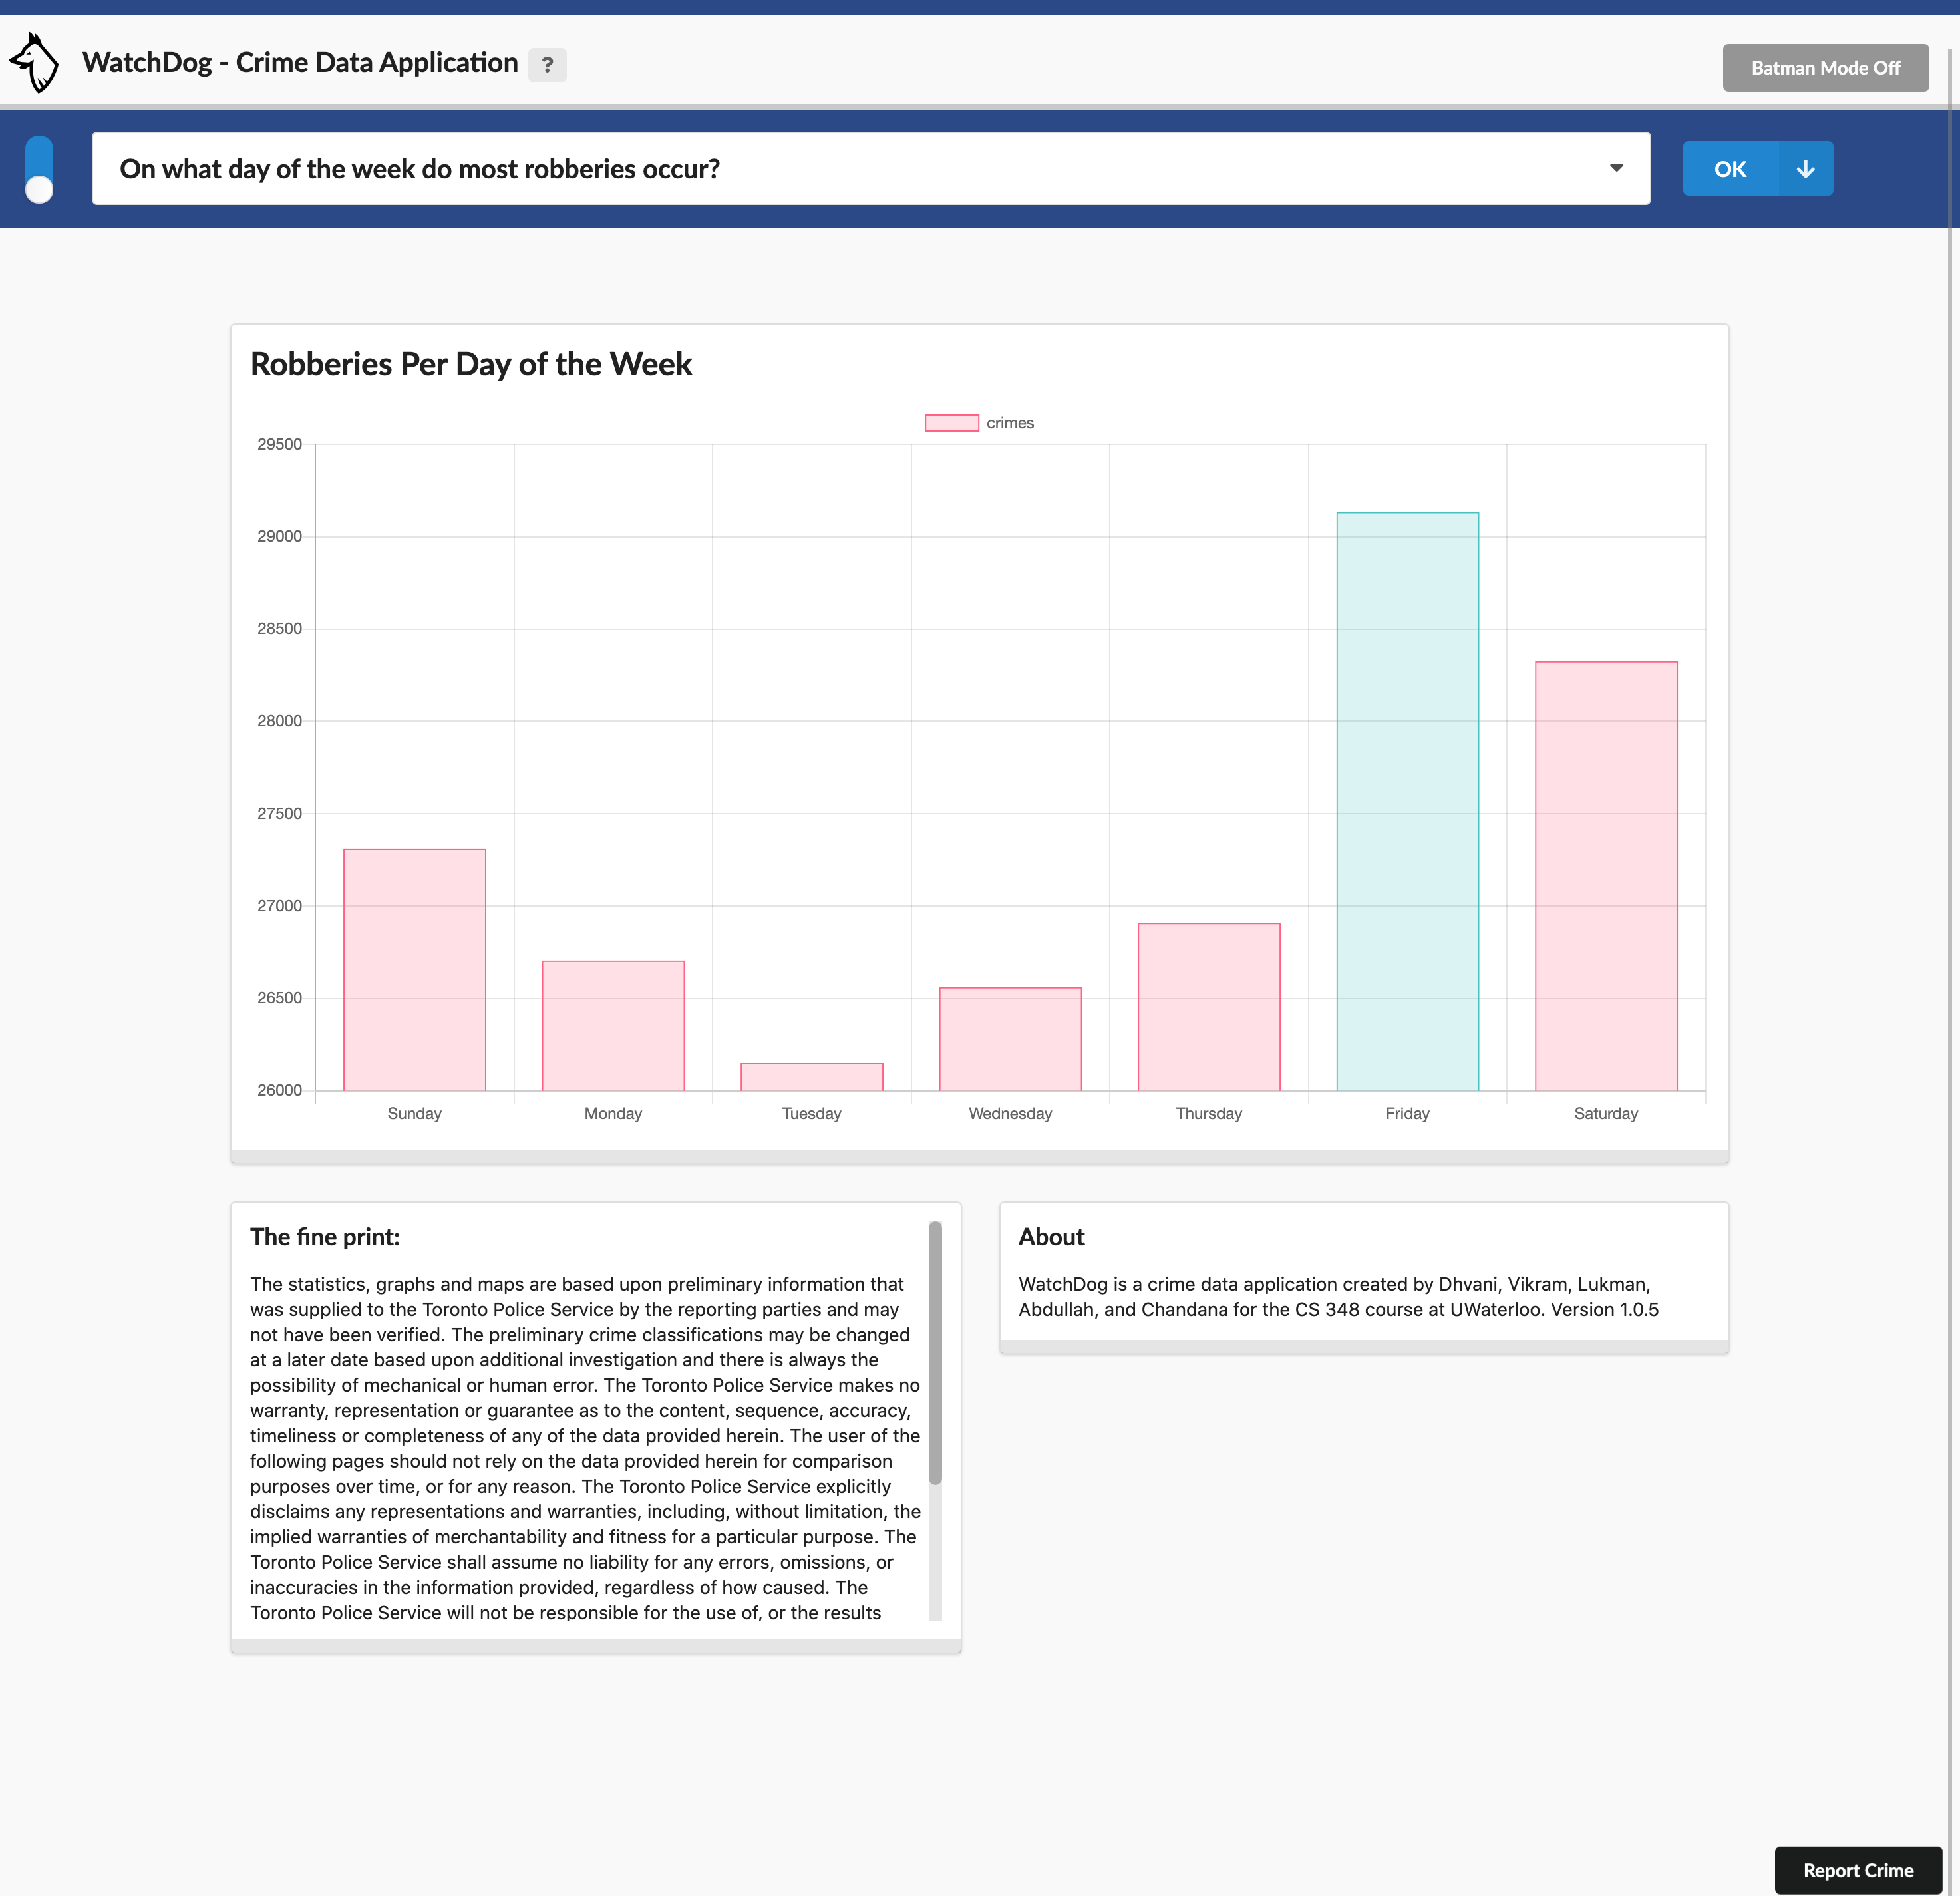 WatchDog - Crime Data Application ?
Batman Mode Off
On what day of the week do most robberies occur?
OK
Robberies Per Day of the Week
crimes
29500
29000
28500
28000
27500
27000
26500
26000
Sunday Monday Tuesday Wednesday Thursday Friday Saturday
The fine print:
The statistics, graphs and maps are based upon preliminary information that
was supplied to the Toronto Police Service by the reporting parties and may
not have been verified. The preliminary crime classifications may be changed
at a later date based upon additional investigation and there is always the
possibility of mechanical or human error. The Toronto Police Service makes no
warranty, representation or guarantee as to the content, sequence, accuracy,
timeliness or completeness of any of the data provided herein. The user of the
following pages should not rely on the data provided herein for comparison
purposes over time, or for any reason. The Toronto Police Service explicitly
disclaims any representations and warranties, including, without limitation, the
implied warranties of merchantability and fitness for a particular purpose. The
Toronto Police Service shall assume no liability for any errors, omissions, or
inaccuracies in the information provided, regardless of how caused. The
Toronto Police Service will not be responsible for the use of, or the results
About
WatchDog is a crime data application created by Dhvani, Vikram, Lukman,
Abdullah, and Chandana for the CS 348 course at UWaterloo. Version 1.0.5
Report Crime